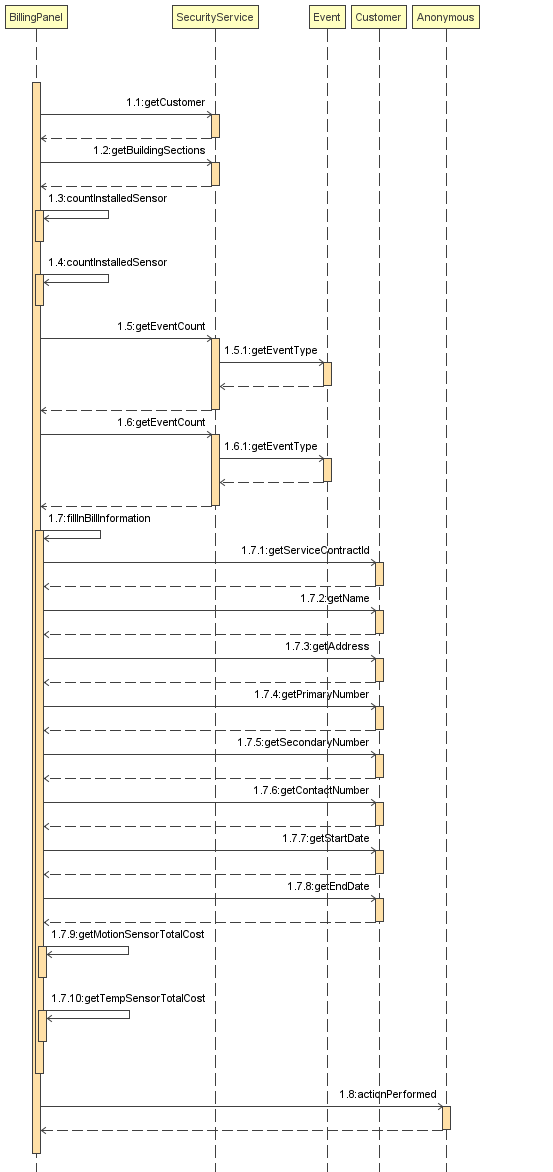 BillingPanel SecurityService Event Customer Anonymous
1.1:getCustomer
1.2:getBuildingSections
1.3:countInstalledSensor
1.4:countInstalledSensor
1.5:getEventCount
1.5.1:getEventType
1.6:getEventCount
1.6.1:getEventType
1.7:fillInBillInformation
1.7.1:getServiceContractId
1.7.2:getName
1.7.3:getAddress
1.7.4:getPrimaryNumber
1.7.5:getSecondaryNumber
1.7.6:getContactNumber
1.7.7:getStartDate
1.7.8:getEndDate
1.7.9:getMotionSensorTotalCost
1.7.10:getTempSensorTotalCost
1.8:actionPerformed